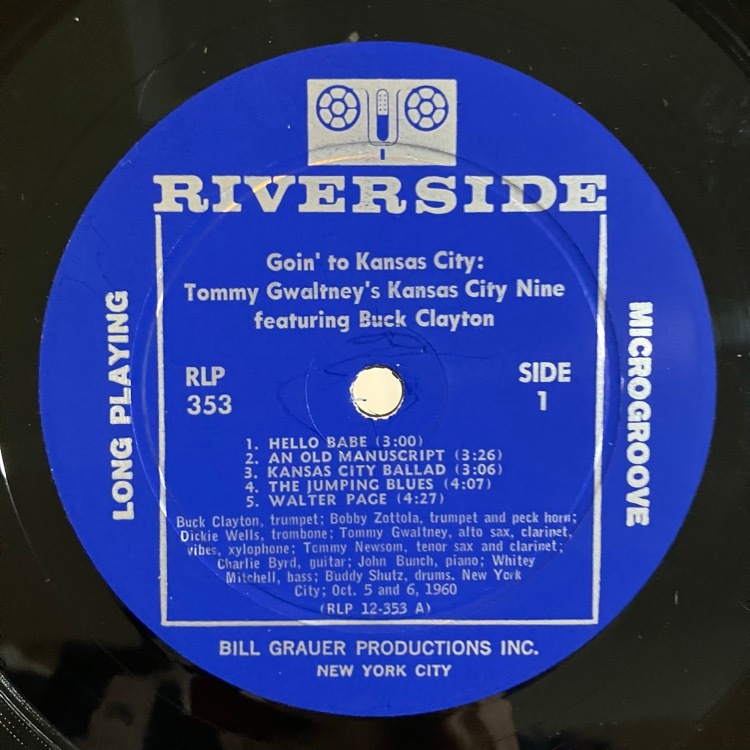 RIVERSIDE
Goin' to Kansas City:
Tommy Gwaltney's Kansas City Nine
featuring Buck Clayton
LONG PLAYING
MICROGROOVE
RLP
353
SIDE
1
1. HELLO BABE (3:00)
2. AN OLD MANUSCRIPT (3:26)
3. KANSAS CITY BALLAD (3:06)
4. THE JUMPING BLUES (4:07)
5. WALTER PAGE (4:27)
Buck Clayton, trumpet; Bobby Zottola, trumpet and peck horn;
Dickie Wells, trombone; Tommy Gwaltney, alto sax, clarinet,
vibes, xylophone; Tommy Newsom, tenor sax and clarinet;
Charlie Byrd, guitar; John Bunch, piano; Whitey
Mitchell, bass; Buddy Shutz, drums. New York
City; Oct. 5 and 6, 1960
(RLP 12-353 A)
BILL GRAUER PRODUCTIONS INC.
NEW YORK CITY